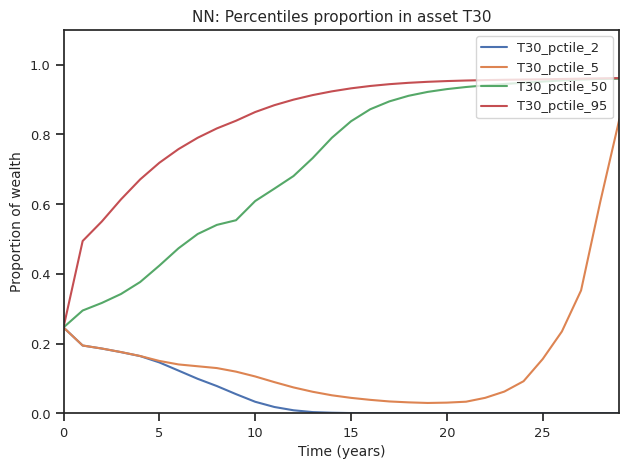 NN: Percentiles proportion in asset T30
T30_pctile_2
T30_pctile_5
T30_pctile_50
T30_pctile_95
Proportion of wealth
1.0
0.8
0.6
0.4
0.2
0.0
0
5
10
15
20
25
Time (years)